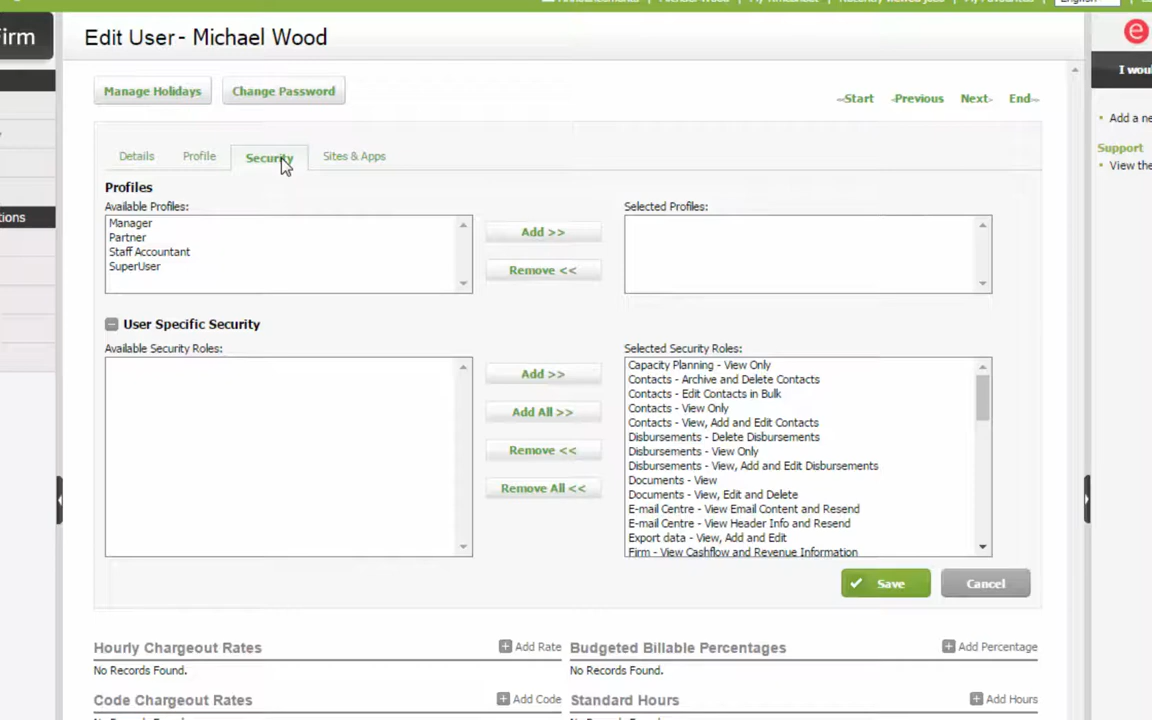 irm
Edit User - Michael Wood
I wou
Manage Holidays
Change Password
Start
Previous
Next
End
Add a ne
Support
View the
Details
Profile
Security
Sites & Apps
Profiles
Available Profiles:
Manager
Partner
Staff Accountant
SuperUser
Add >>
Remove <<
Selected Profiles:
tions
User Specific Security
Available Security Roles:
Add >>
Add All >>
Remove <<
Remove All <<
Selected Security Roles:
Capacity Planning - View Only
Contacts - Archive and Delete Contacts
Contacts - Edit Contacts in Bulk
Contacts - View Only
Contacts - View, Add and Edit Contacts
Disbursements - Delete Disbursements
Disbursements - View Only
Disbursements - View, Add and Edit Disbursements
Documents - View
Documents - View, Edit and Delete
E-mail Centre - View Email Content and Resend
E-mail Centre - View Header Info and Resend
Export data - View, Add and Edit
Firm - View Cashflow and Revenue Information
Save
Cancel
Hourly Chargeout Rates
Add Rate
No Records Found.
Budgeted Billable Percentages
Add Percentage
No Records Found.
Code Chargeout Rates
Add Code
Standard Hours
Add Hours